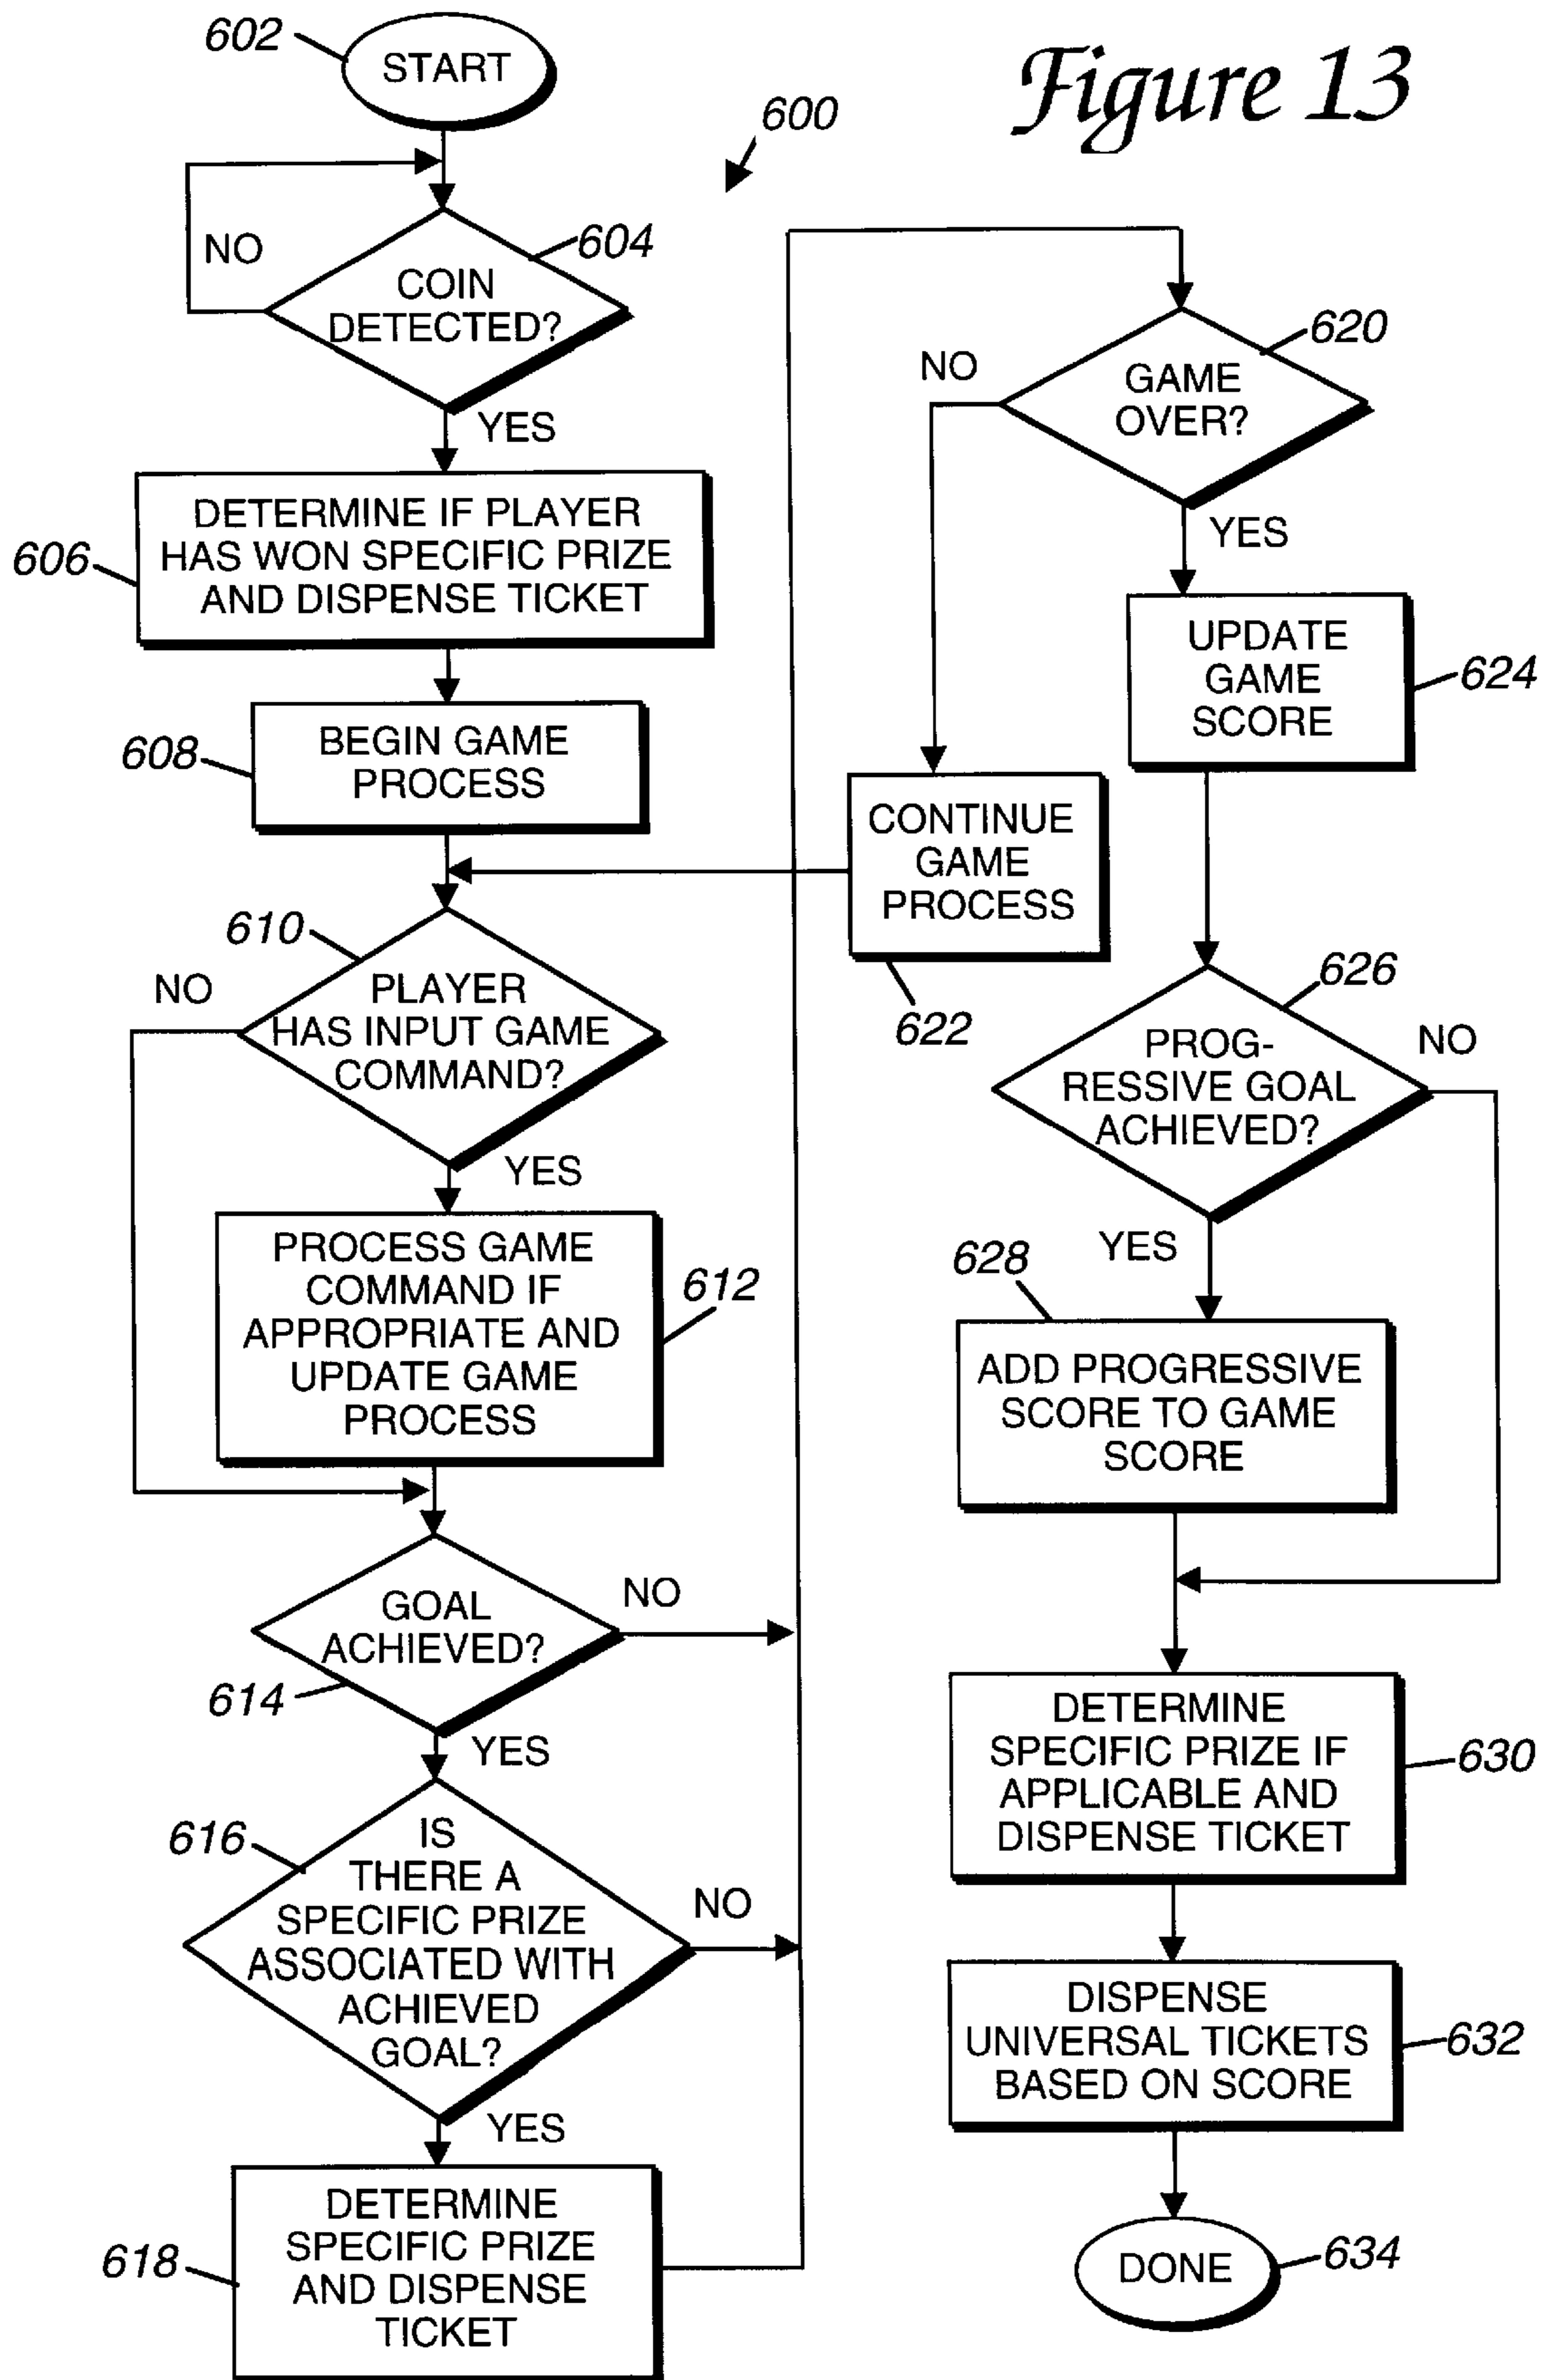 Figure 13
600
602
START
604
COIN
DETECTED?
NO
YES
606
DETERMINE IF PLAYER
HAS WON SPECIFIC PRIZE
AND DISPENSE TICKET
608
BEGIN GAME
PROCESS
610
PLAYER
HAS INPUT GAME
COMMAND?
NO
YES
612
PROCESS GAME
COMMAND IF
APPROPRIATE AND
UPDATE GAME
PROCESS
614
GOAL
ACHIEVED?
NO
YES
616
IS
THERE A
SPECIFIC PRIZE
ASSOCIATED WITH
ACHIEVED
GOAL?
NO
YES
618
DETERMINE
SPECIFIC PRIZE
AND DISPENSE
TICKET
620
GAME
OVER?
NO
YES
622
CONTINUE
GAME
PROCESS
624
UPDATE
GAME
SCORE
626
PROG-
RESSIVE GOAL
ACHIEVED?
NO
YES
628
ADD PROGRESSIVE
SCORE TO GAME
SCORE
630
DETERMINE
SPECIFIC PRIZE IF
APPLICABLE AND
DISPENSE TICKET
632
DISPENSE
UNIVERSAL TICKETS
BASED ON SCORE
634
DONE